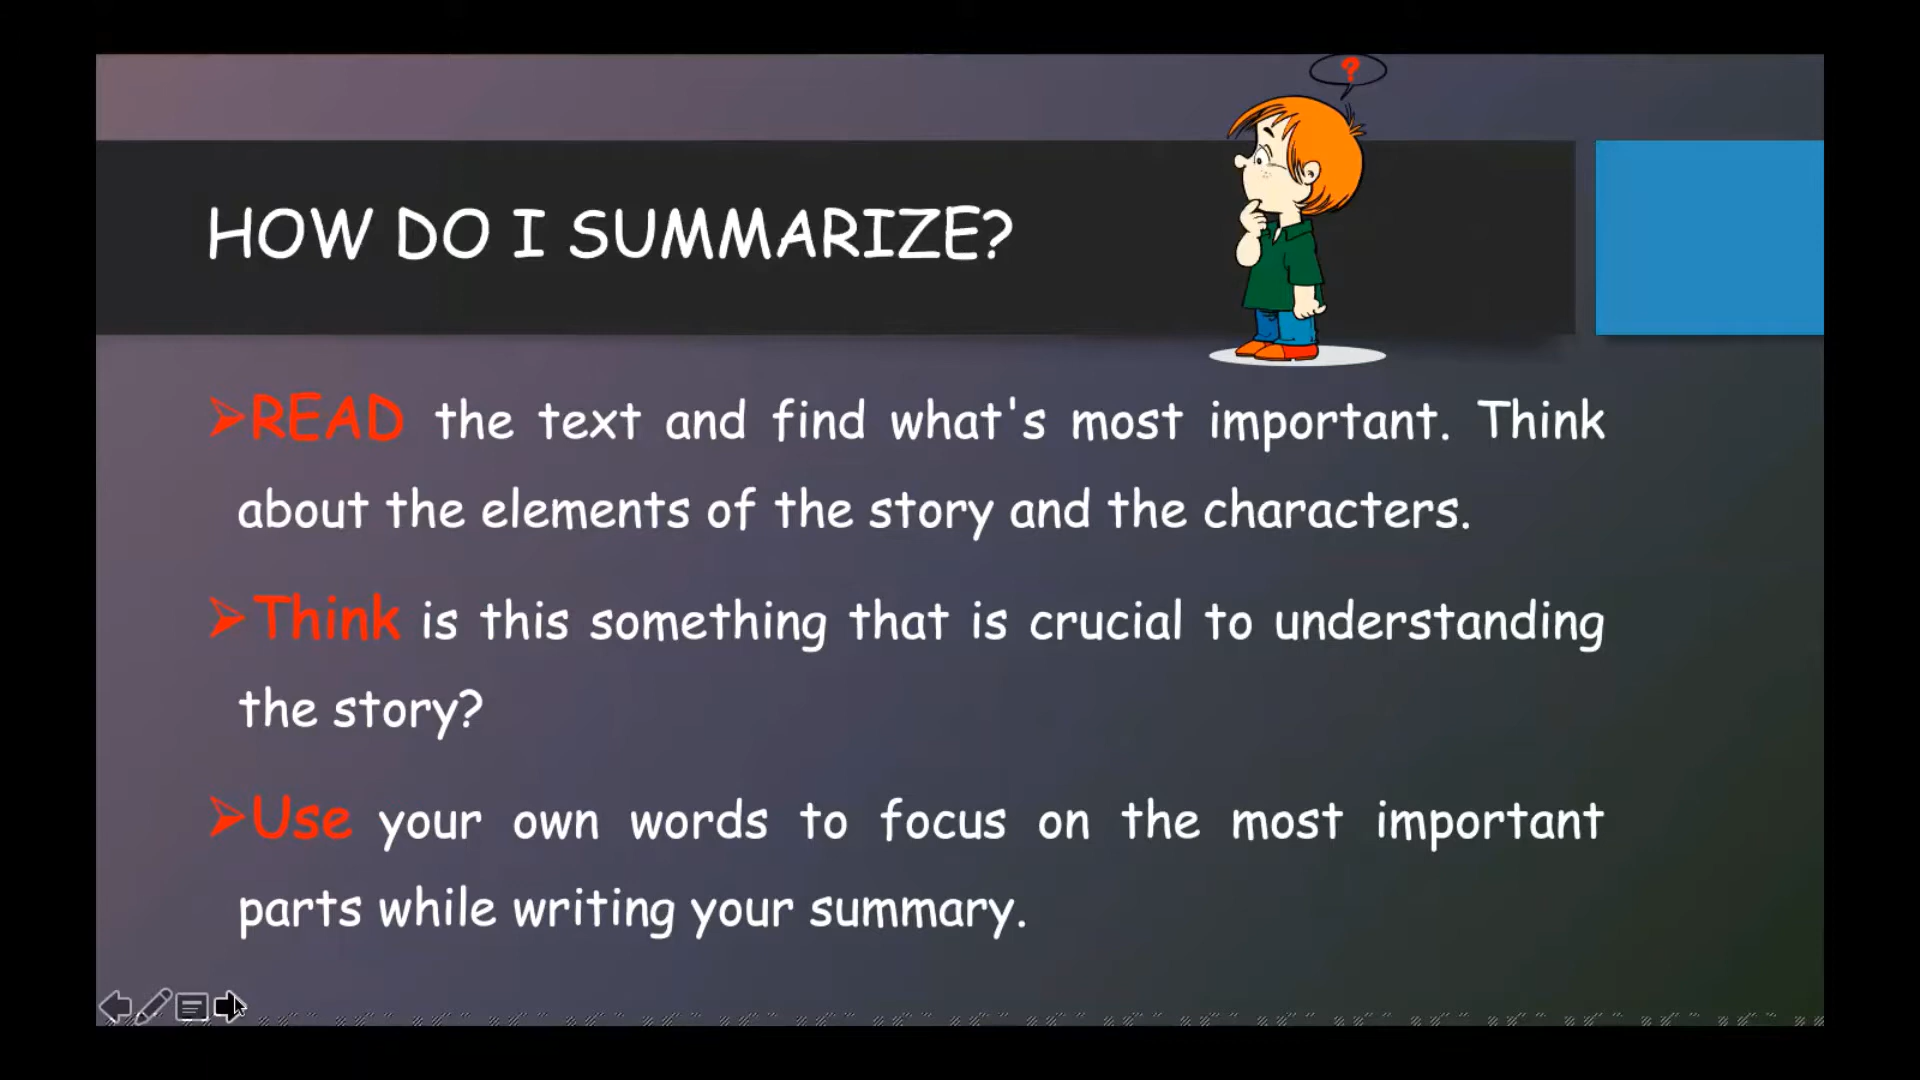 ?
HOW DO I SUMMARIZE?
➢READ the text and find what's most important. Think
about the elements of the story and the characters.
➢Think is this something that is crucial to understanding
the story?
➢Use your own words to focus on the most important
parts while writing your summary.